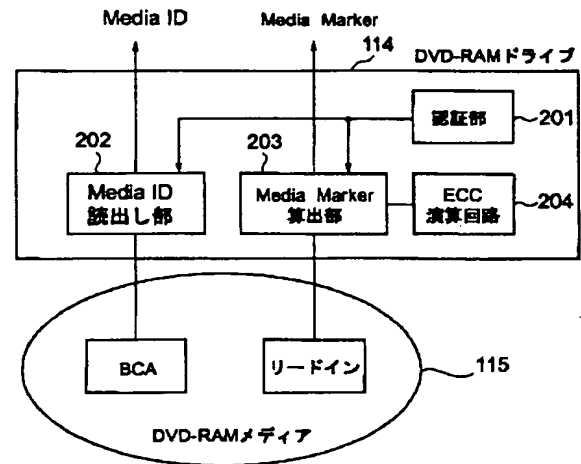 Media ID
Media Marker
114
DVD-RAMドライブ
認証部
201
202
203
Media ID
読出し部
Media Marker
算出部
ECC
演算回路
204
BCA
リードイン
115
DVD-RAMメディア